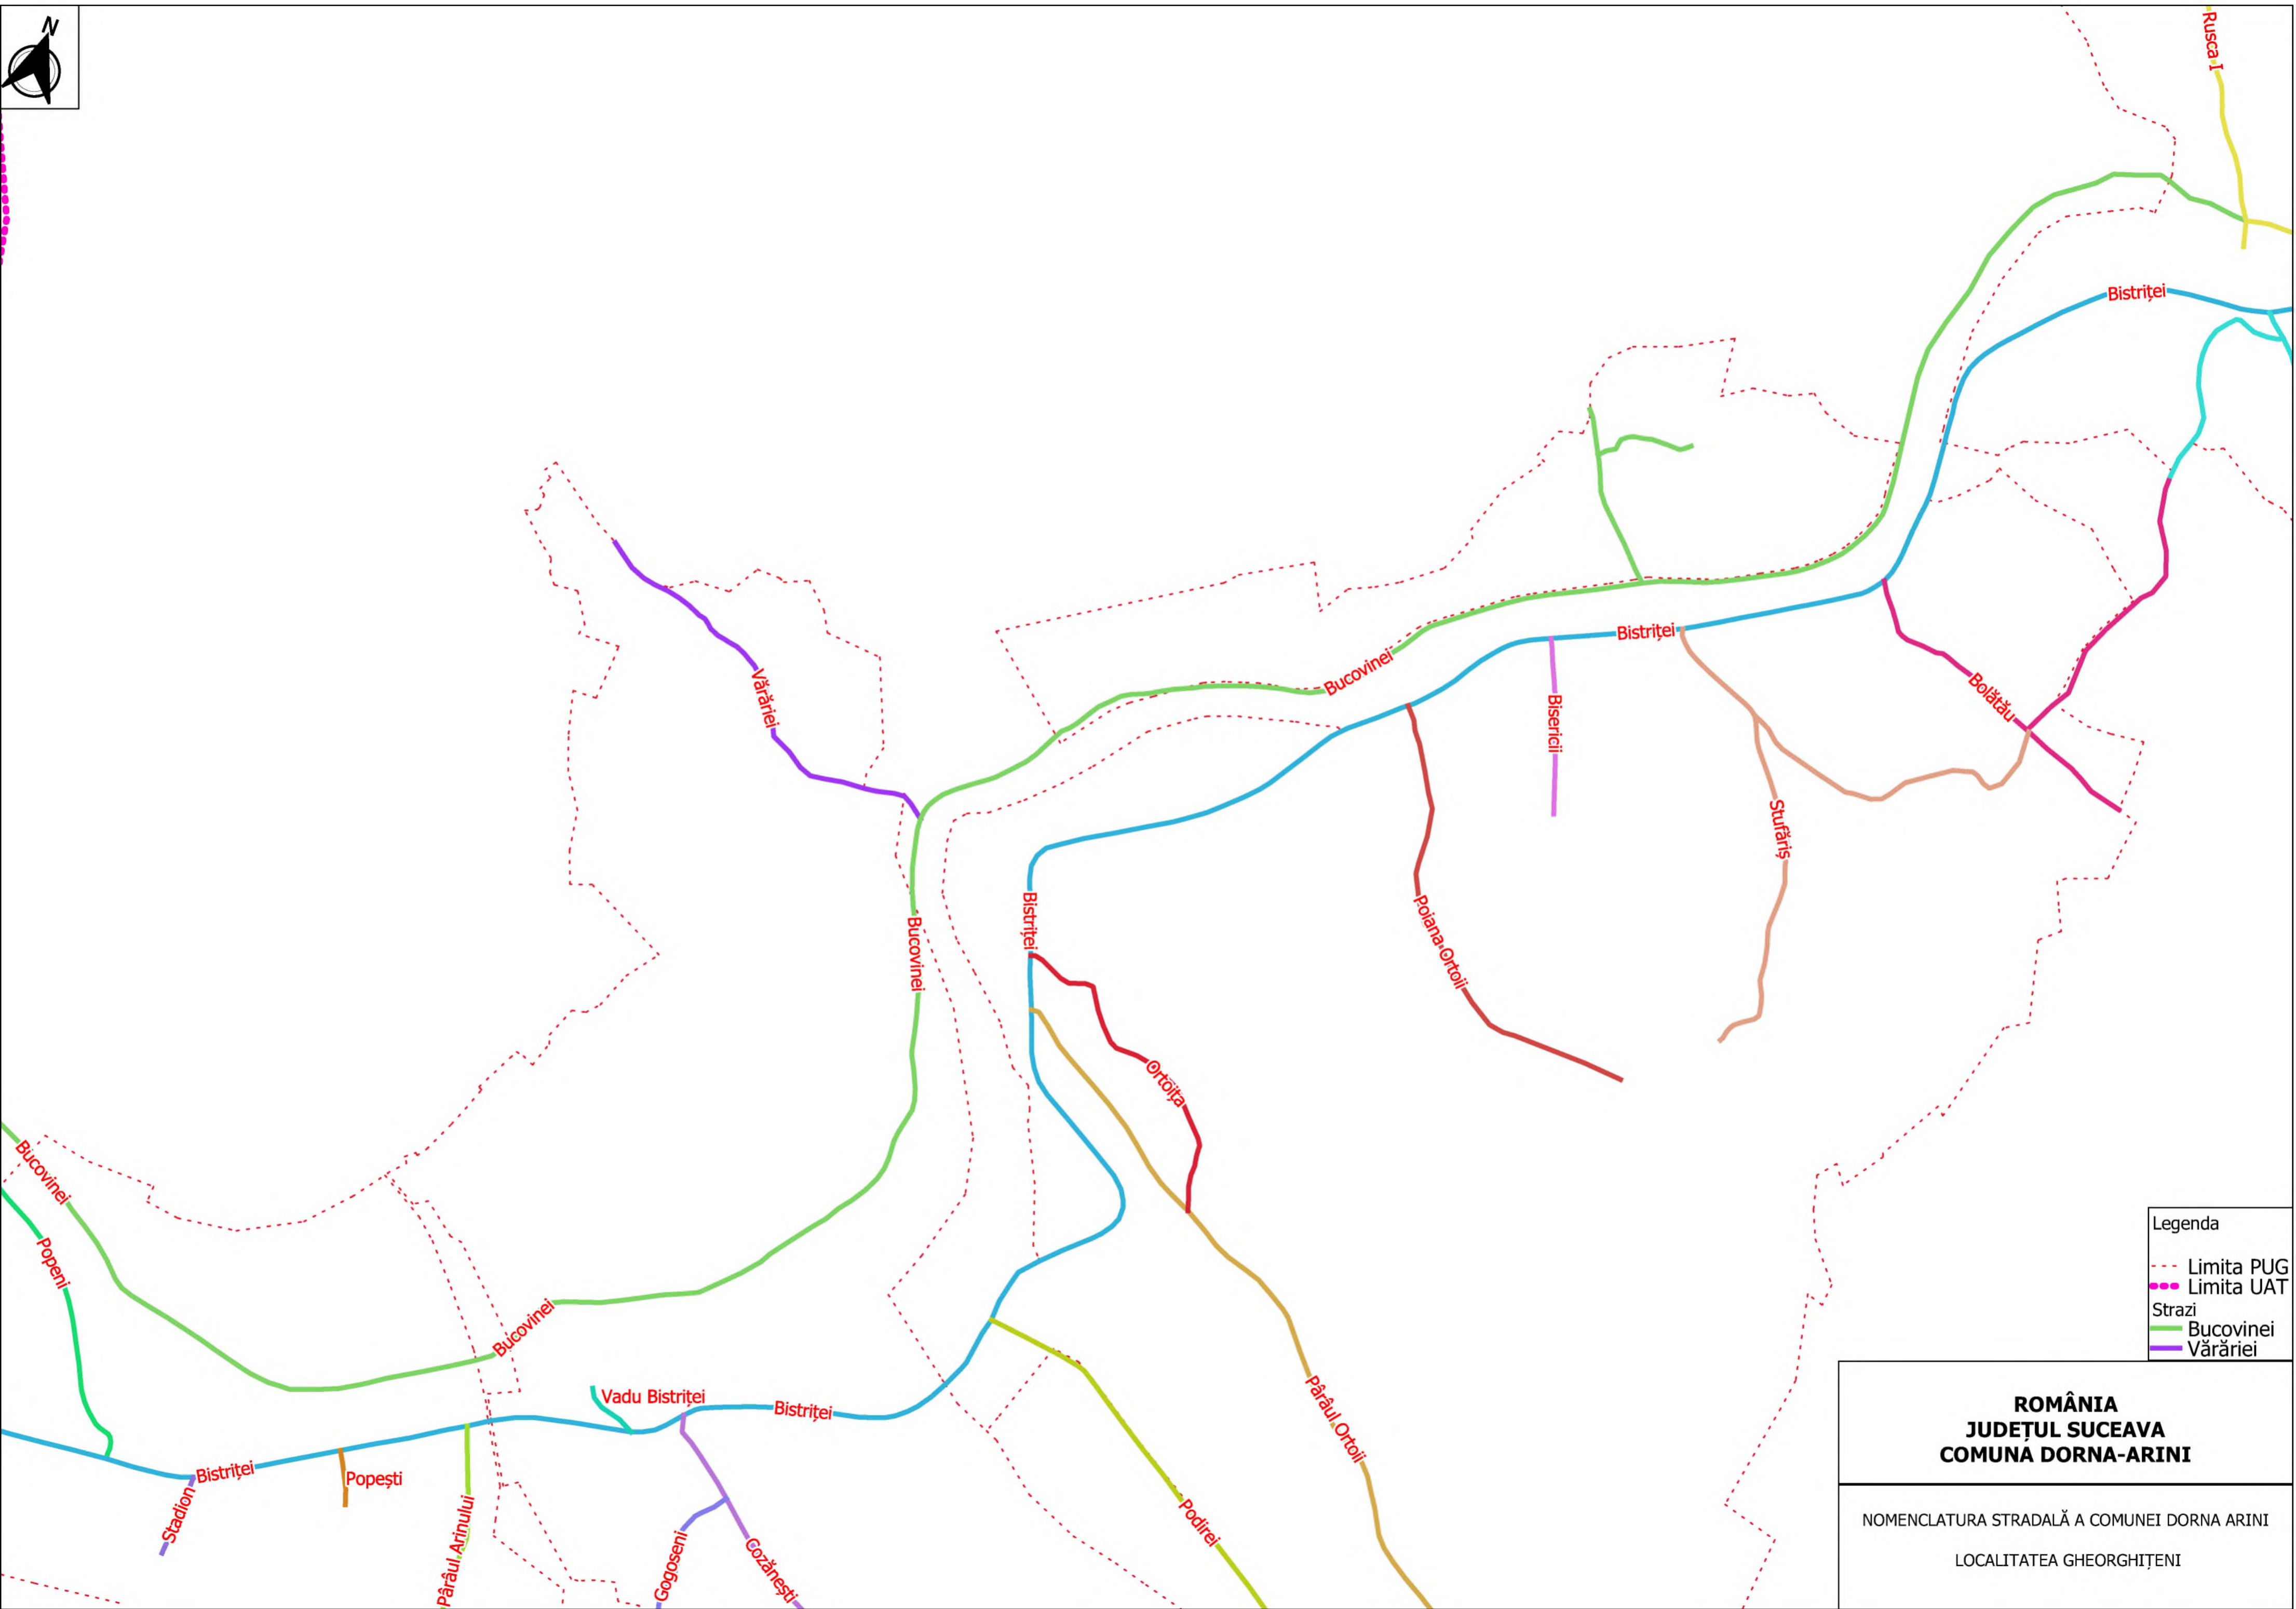 N
Rusca I
Bistriței
Bistriței
Bucovinei
Vărăriei
Bisericii
Bolătău
Stufăriș
Poiana Ortoii
Bistriței
Bucovinei
Ortoița
Bucovinei
Popeni
Bucovinei
Vadu Bistriței
Bistriței
Pârâul Ortoii
Bistriței
Popești
Stadion
Pârâul Arinului
Gogoseni
Cozănești
Podirei
Legenda
Limita PUG
Limita UAT
Strazi
Bucovinei
Vărăriei
ROMÂNIA
JUDEȚUL SUCEAVA
COMUNA DORNA-ARINI
NOMENCLATURA STRADALĂ A COMUNEI DORNA ARINI
LOCALITATEA GHEORGHIȚENI